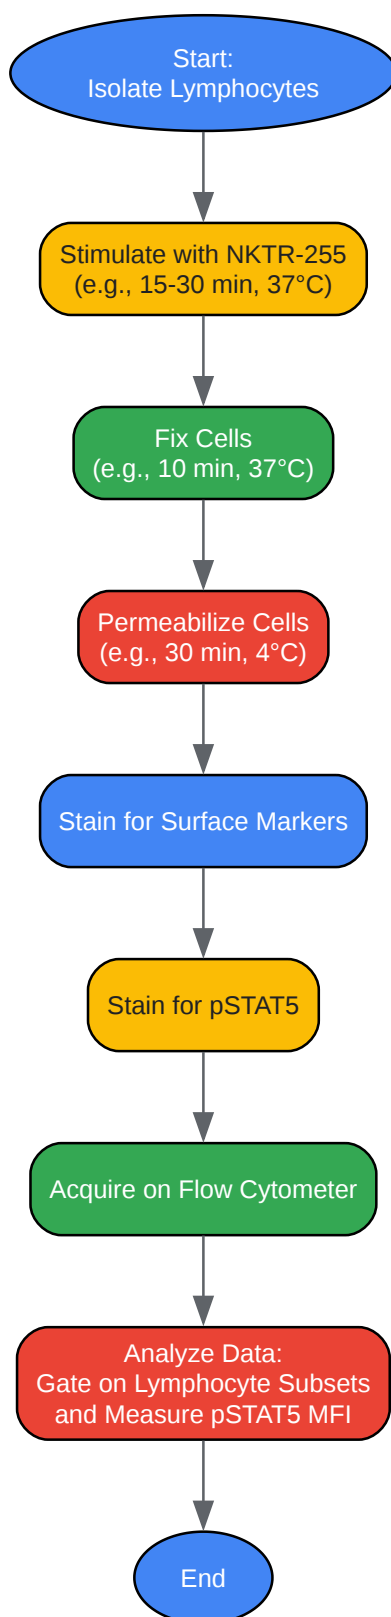 Start:
Isolate Lymphocytes
Stimulate with NKTR-255
(e.g., 15-30 min, 37°C)
Fix Cells
(e.g., 10 min, 37°C)
Permeabilize Cells
(e.g., 30 min, 4°C)
Stain for Surface Markers
Stain for pSTAT5
Acquire on Flow Cytometer
Analyze Data:
Gate on Lymphocyte Subsets
and Measure pSTAT5 MFI
End